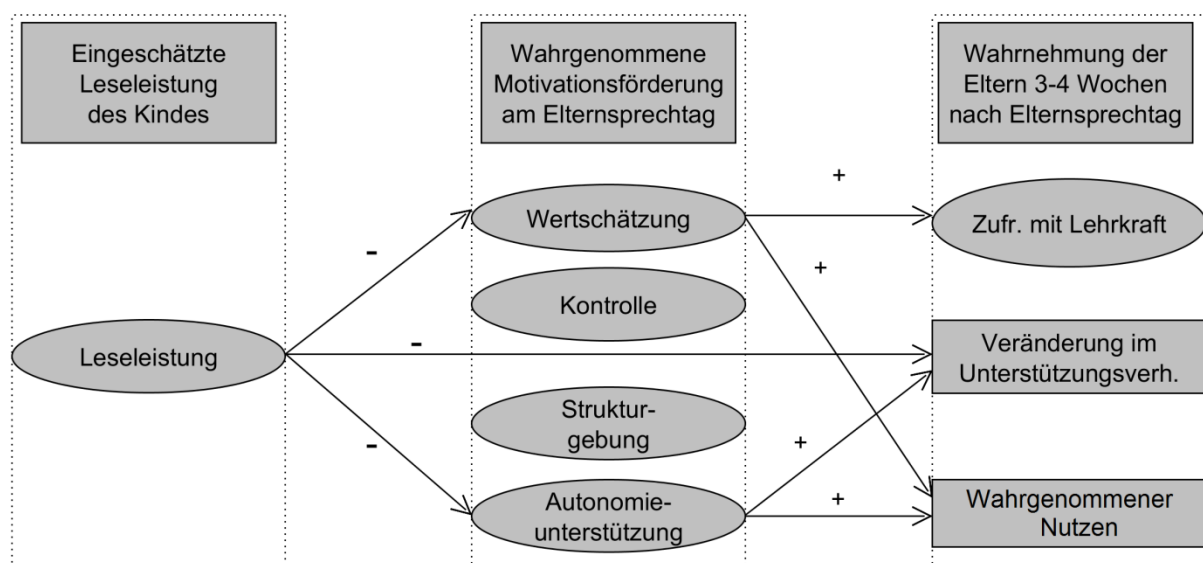 Eingeschätzte
Leseleistung
des Kindes
Wahrgenommene
Motivationsförderung
am Elternsprechtag
Wahrnehmung der
Eltern 3-4 Wochen
nach Elternsprechtag
+
Wertschätzung
Zufr. mit Lehrkraft
-
+
Kontrolle
Leseleistung
-
Veränderung im
Unterstützungsverh.
Struktur-
gebung
-
+
Autonomie-
unterstützung
+
Wahrgenommener
Nutzen